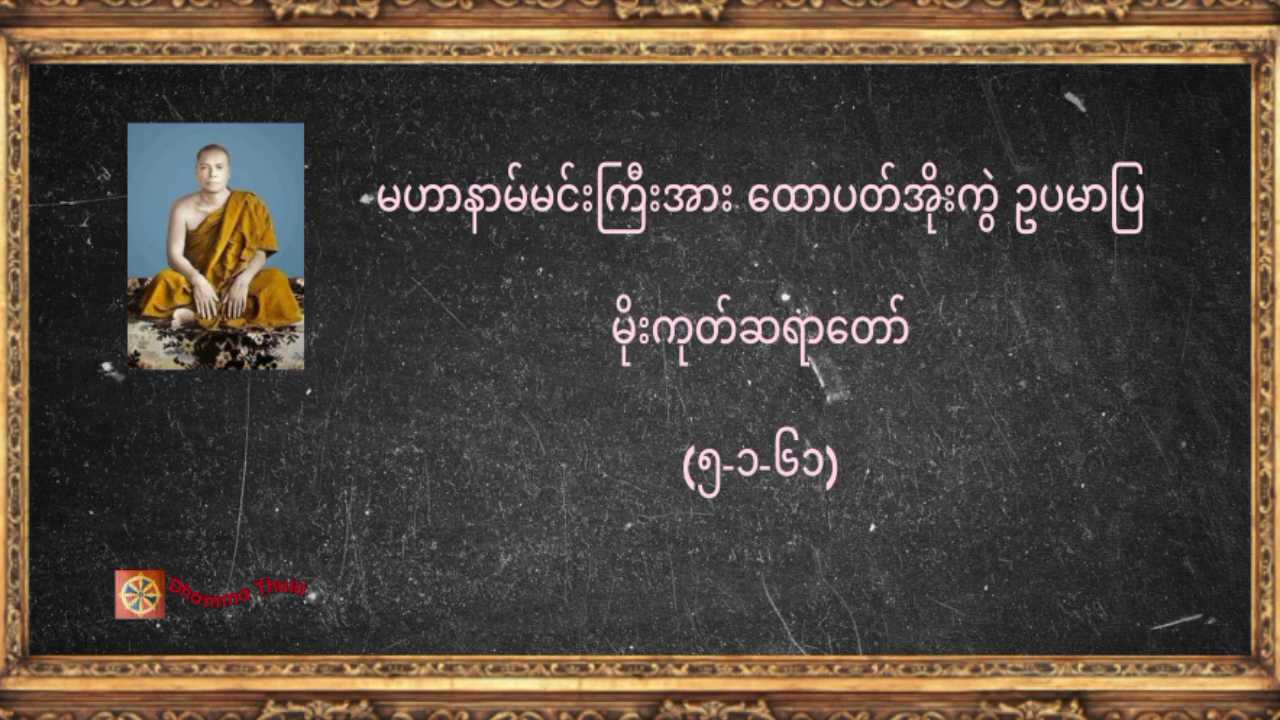 မဟာနာမ်မင်းကြီးအား ထောပတ်အိုးကွဲ ဥပမာပြ
မိုးကုတ်ဆရာတော်
(၅-၁-၆၁)
Dhamma Thula